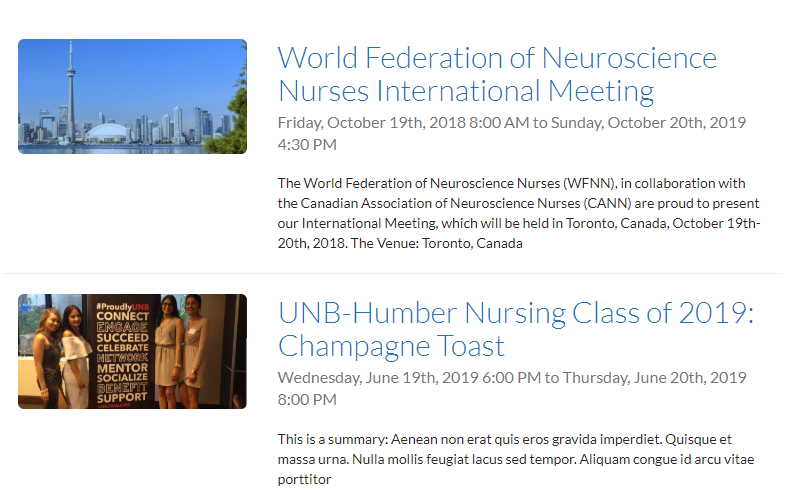 World Federation of Neuroscience
Nurses International Meeting
Friday, October 19th, 2018 8:00 AM to Sunday, October 20th, 2019
4:30 PM
The World Federation of Neuroscience Nurses (WFNN), in collaboration with
the Canadian Association of Neuroscience Nurses (CANN) are proud to present
our International Meeting, which will be held in Toronto, Canada, October 19th-
20th, 2018. The Venue: Toronto, Canada
#ProudlyUNB
CONNECT
ENGAGE
SUCCEED
CELEBRATE
NETWORK
MENTOR
SOCIALIZE
BENEFIT
SUPPORT
UNB-Humber Nursing Class of 2019:
Champagne Toast
Wednesday, June 19th, 2019 6:00 PM to Thursday, June 20th, 2019
8:00 PM
This is a summary: Aenean non erat quis eros gravida imperdiet. Quisque et
massa urna. Nulla mollis feugiat lacus sed tempor. Aliquam congue id arcu vitae
porttitor